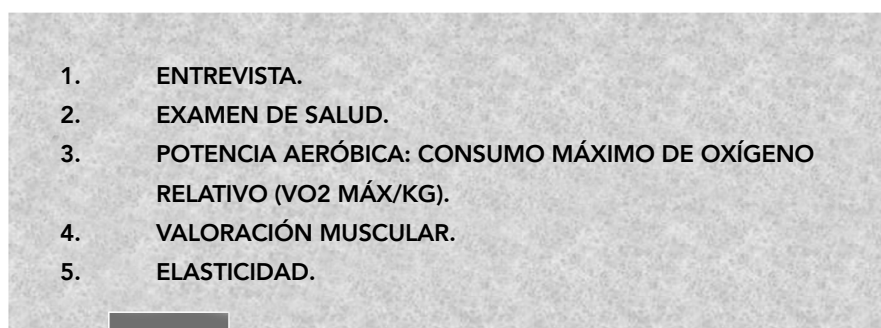 1. ENTREVISTA.
2. EXAMEN DE SALUD.
3. POTENCIA AERÓBICA: CONSUMO MÁXIMO DE OXÍGENO
RELATIVO (VO2 MÁX/KG).
4. VALORACIÓN MUSCULAR.
5. ELASTICIDAD.